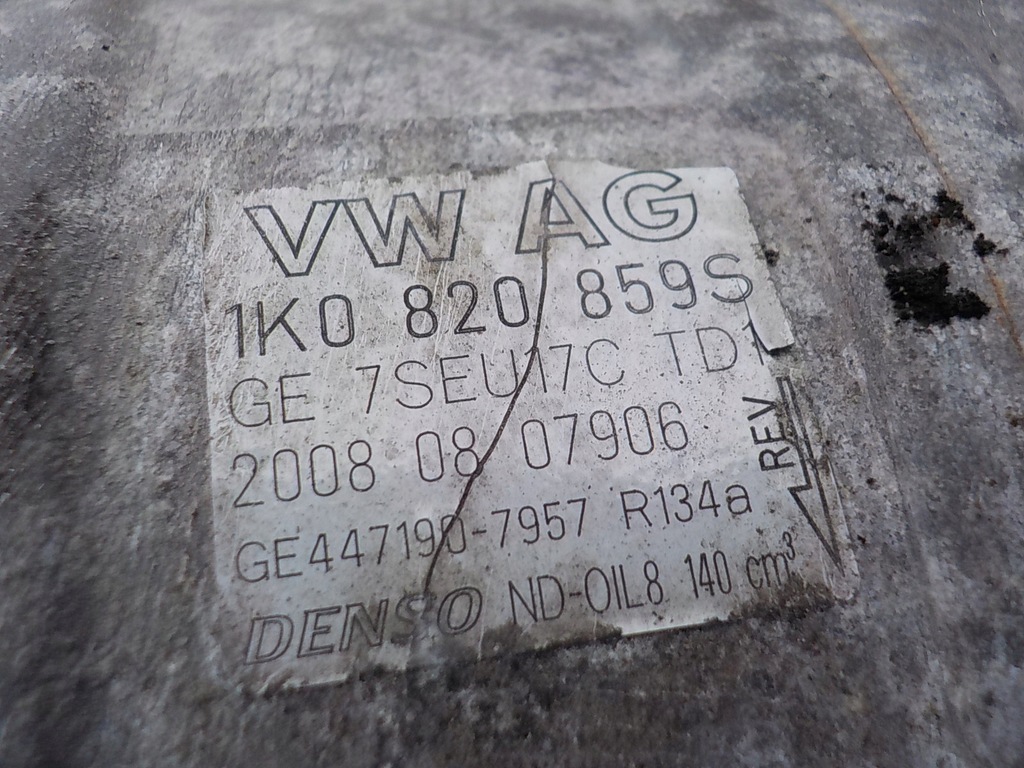 VW AG
1K0 820 859S
GE 7SEU17C TD1
2008 08 07906
GE447190-7957 R134a
DENSO ND-OIL8 140 cm³
REV